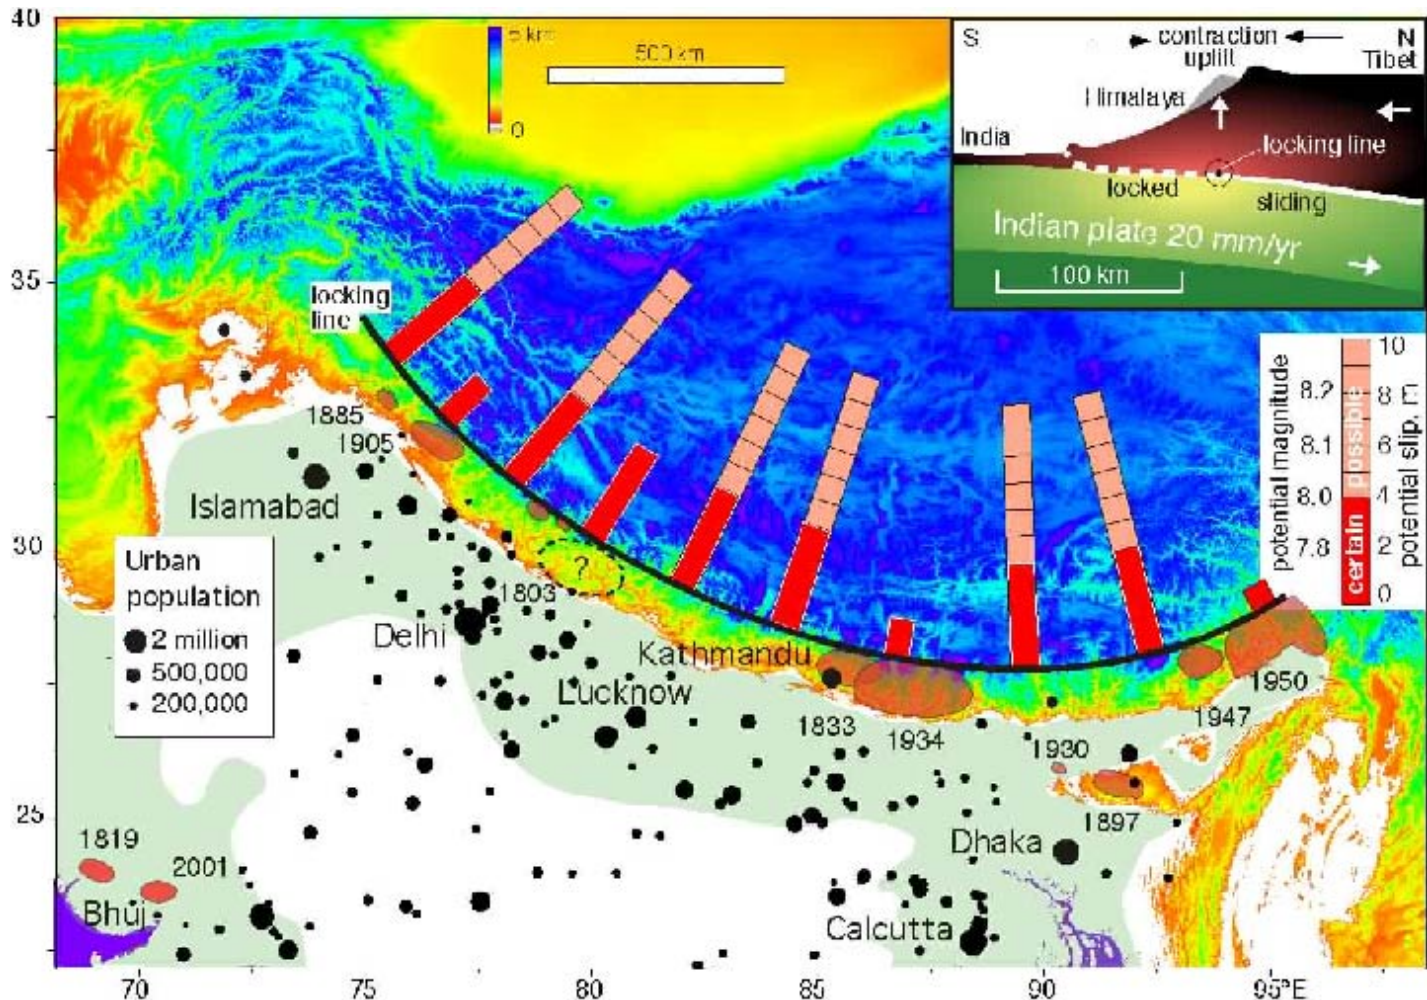 40
35
30
25
70
75
80
85
90
95°E
5 km
0
500 km
S
contraction
N
uplift
Tibet
Himalaya
India
locking line
locked
sliding
Indian plate 20 mm/yr
100 km
locking
line
potential magnitude
8.2
8.1
8.0
7.8
certain
possible
10
8
6
4
2
0
potential slip, m
1885
1905
Islamabad
Urban
population
2 million
500,000
200,000
?
1803
Delhi
Kathmandu
Lucknow
1833
1934
1930
1947
1950
1897
Dhaka
Calcutta
1819
2001
Bhuj